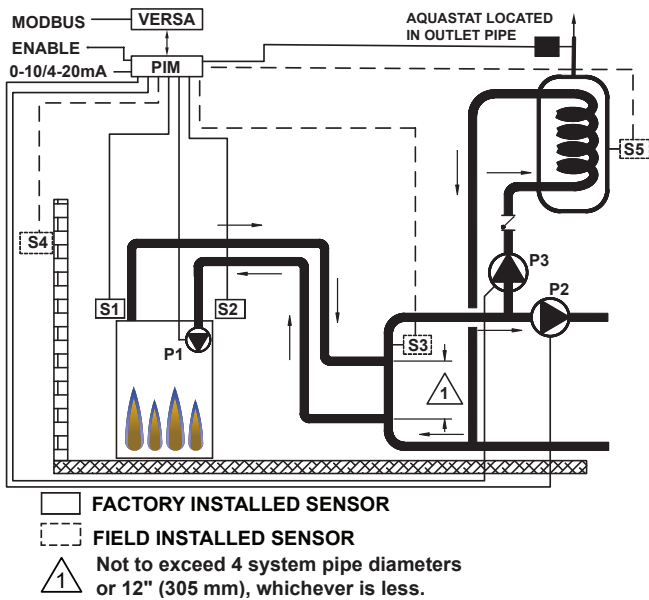 MODBUS
VERSA
AQUASTAT LOCATED
IN OUTLET PIPE
ENABLE
PIM
0-10/4-20mA
S5
S4
P3
P2
S1
S2
P1
S3
1
FACTORY INSTALLED SENSOR
FIELD INSTALLED SENSOR
1
Not to exceed 4 system pipe diameters
or 12" (305 mm), whichever is less.